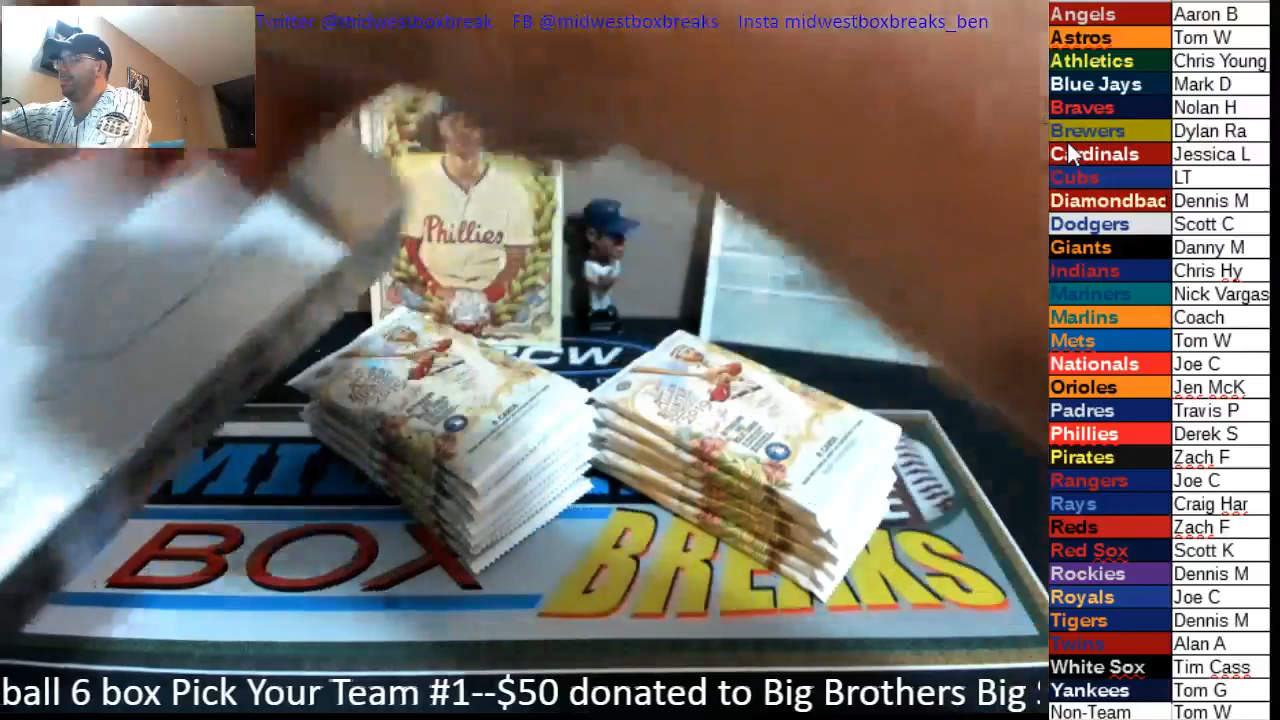 Twitter @midwestboxbreak FB @midwestboxbreaks Insta midwestboxbreaks_ben
Angels Aaron B
Astros Tom W
Athletics Chris Young
Blue Jays Mark D
Braves Nolan H
Brewers Dylan Ra
Cardinals Jessica L
Cubs LT
Diamondbac Dennis M
Dodgers Scott C
Giants Danny M
Indians Chris Hy
Mariners Nick Vargas
Marlins Coach
Mets Tom W
Nationals Joe C
Orioles Jen McK
Padres Travis P
Phillies Derek S
Pirates Zach F
Rangers Joe C
Rays Craig Har
Reds Zach F
Red Sox Scott K
Rockies Dennis M
Royals Joe C
Tigers Dennis M
Twins Alan A
White Sox Tim Cass
Yankees Tom G
Non-Team Tom W
Phillies
BCW
BOX BREAKS
ball 6 box Pick Your Team #1--$50 donated to Big Brothers Big